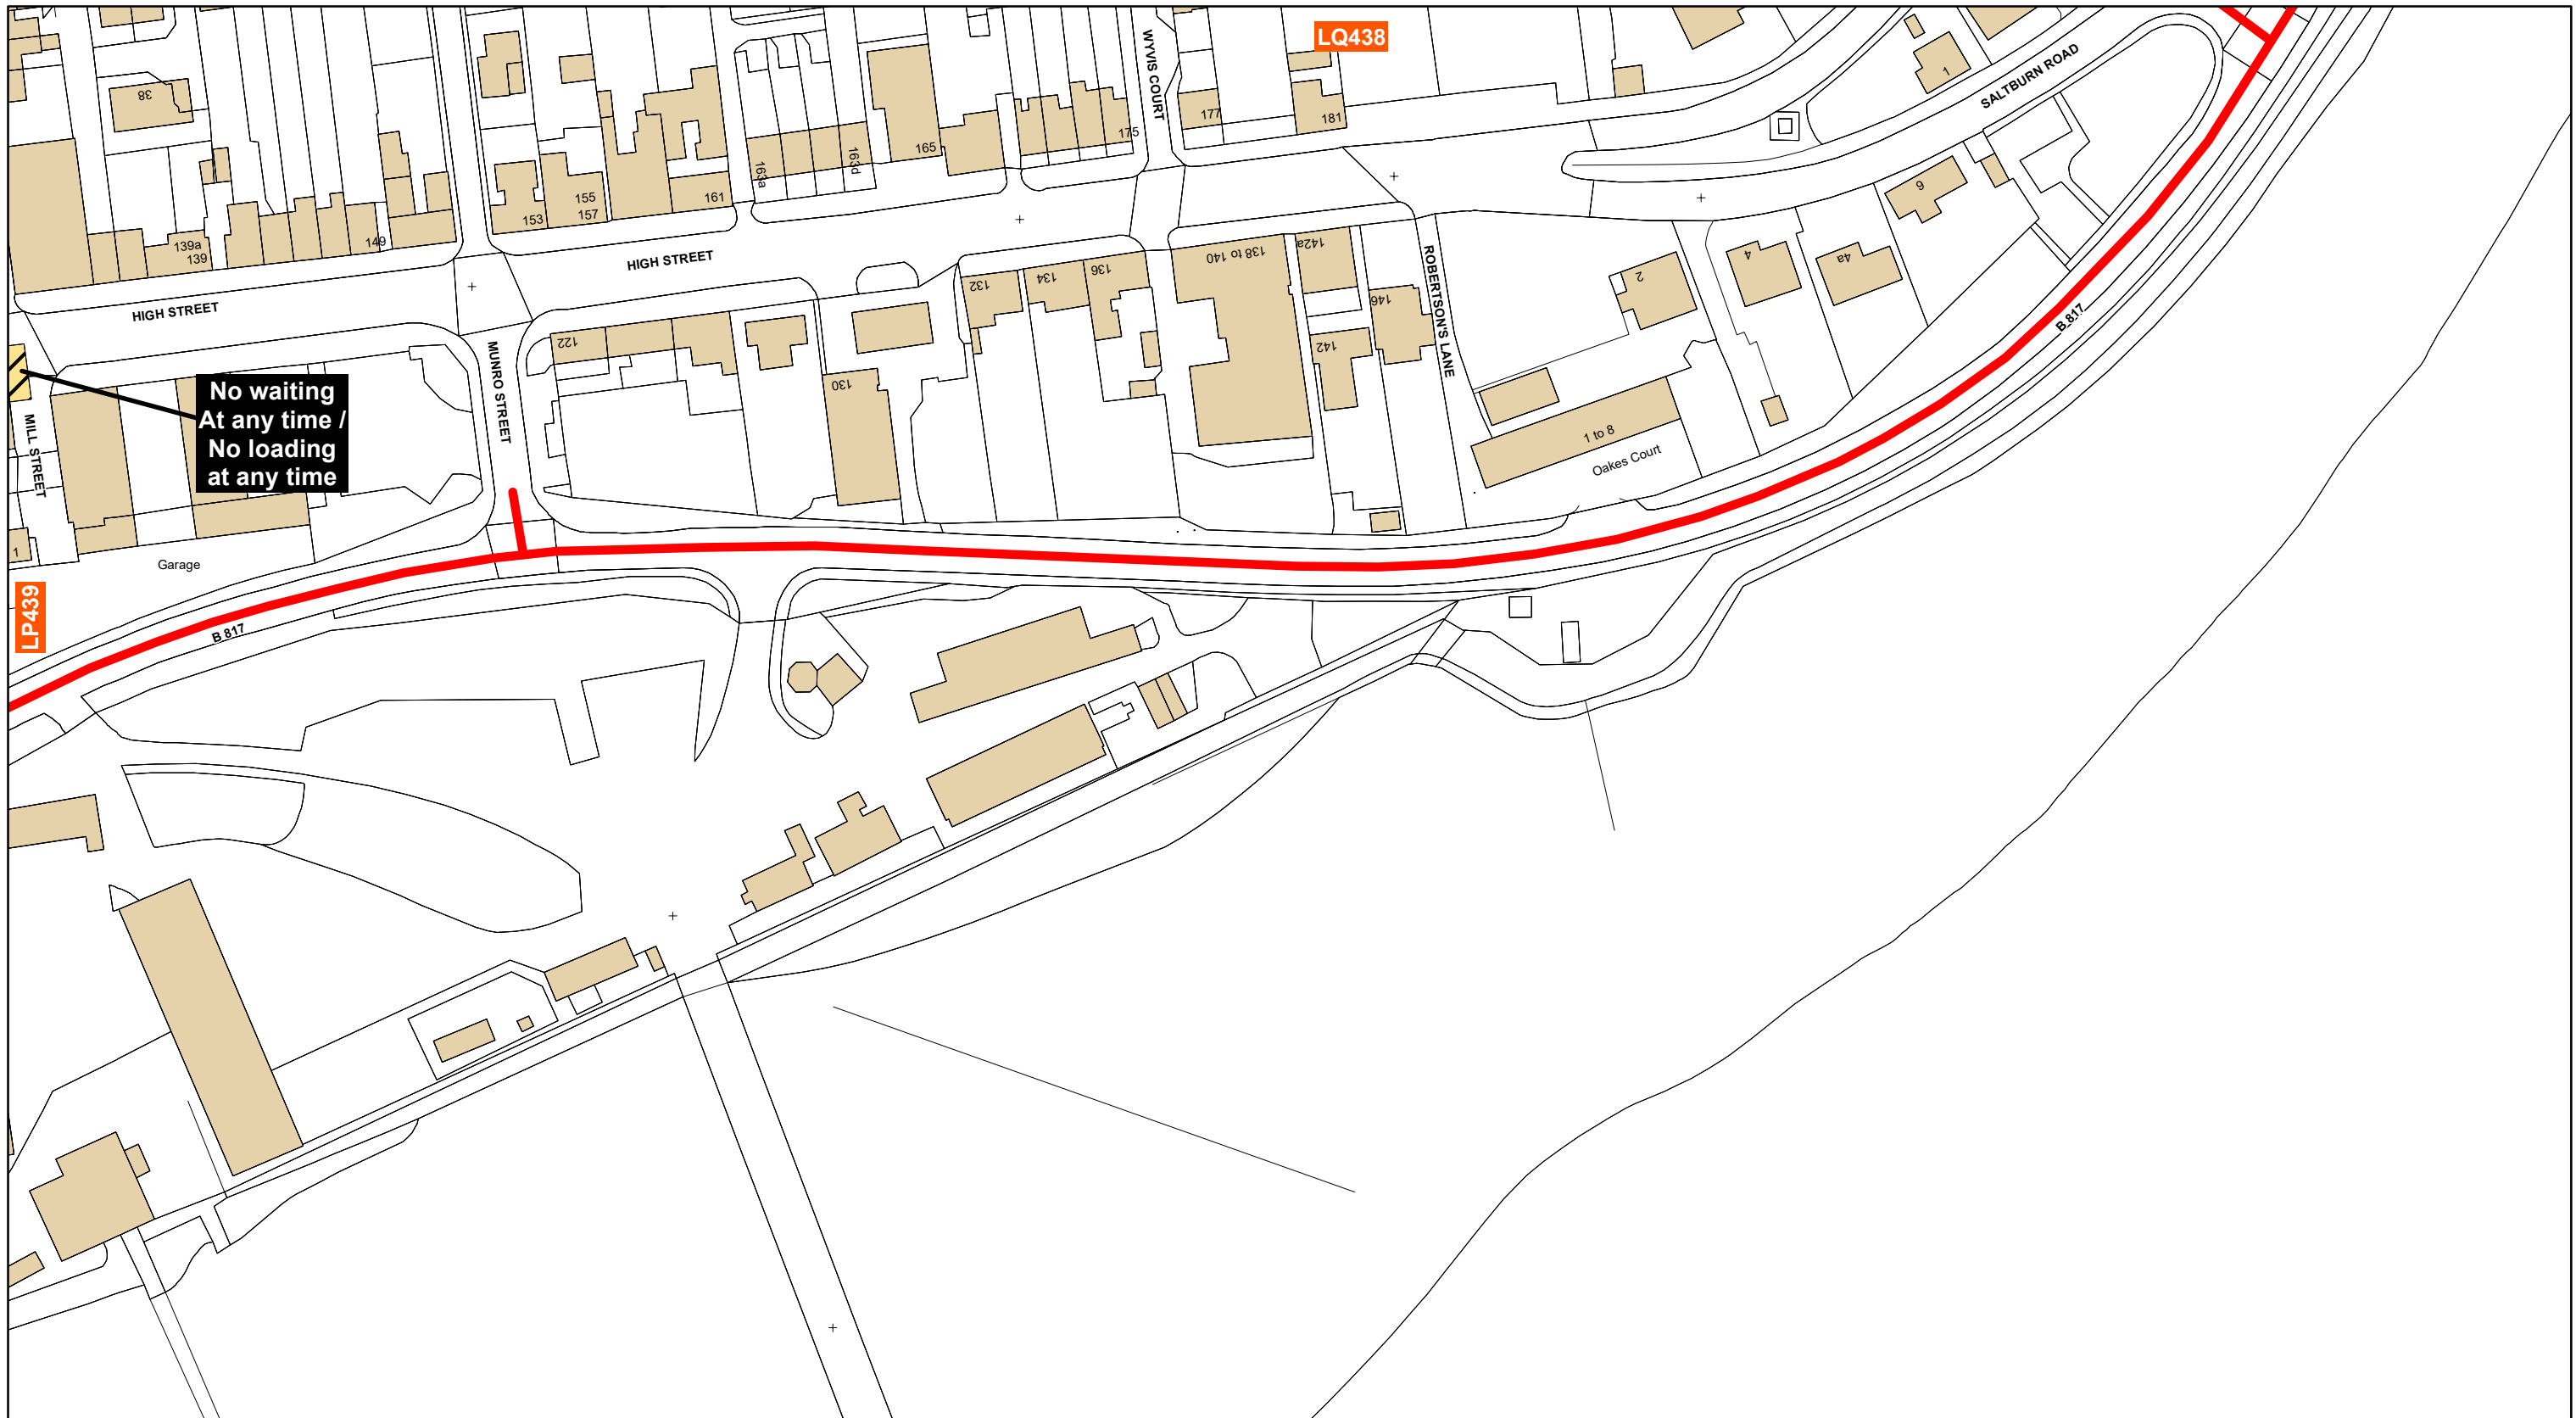 LQ438
WYVIS COURT
SALTBURN ROAD
1
38
177
181
175
163a
163d
165
161
155
157
153
149
139a
139
6
4
4a
2
HIGH STREET
HIGH STREET
132
134
136
138 to 140
142a
142
146
ROBERTSON'S LANE
122
130
MUNRO STREET
MILL STREET
No waiting
At any time /
No loading
at any time
1 to 8
Oakes Court
B 817
1
Garage
LP439
B 817